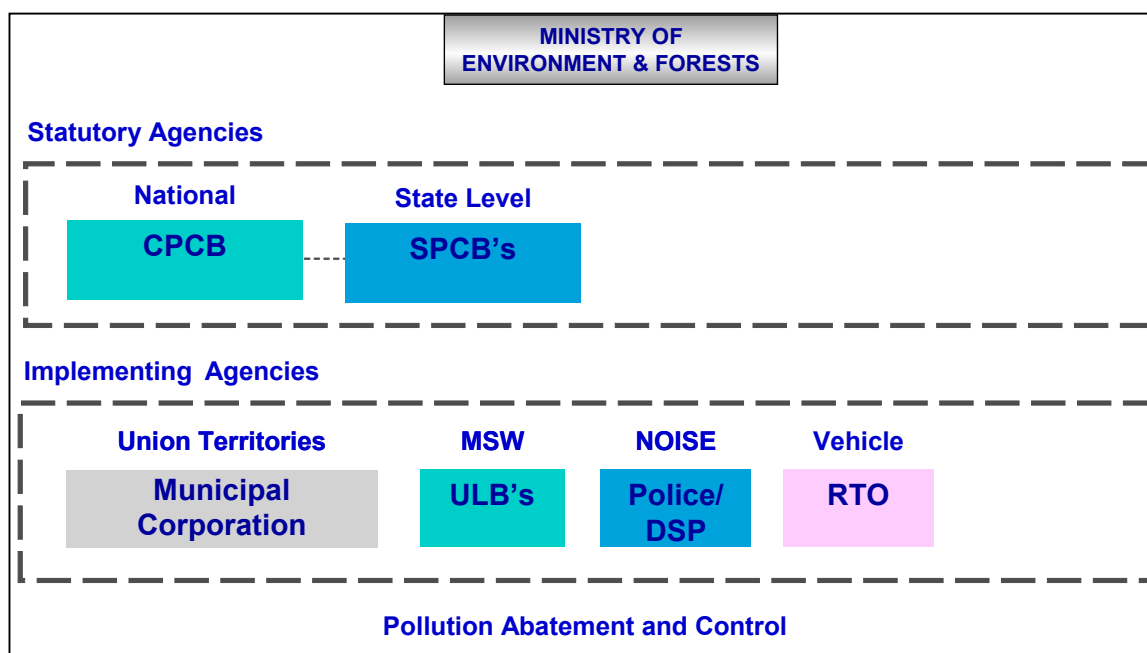 MINISTRY OF
ENVIRONMENT & FORESTS
Statutory Agencies
National
State Level
CPCB
SPCB's
Implementing Agencies
Union Territories
MSW
NOISE
Vehicle
Municipal
Corporation
ULB's
Police/
DSP
RTO
Pollution Abatement and Control